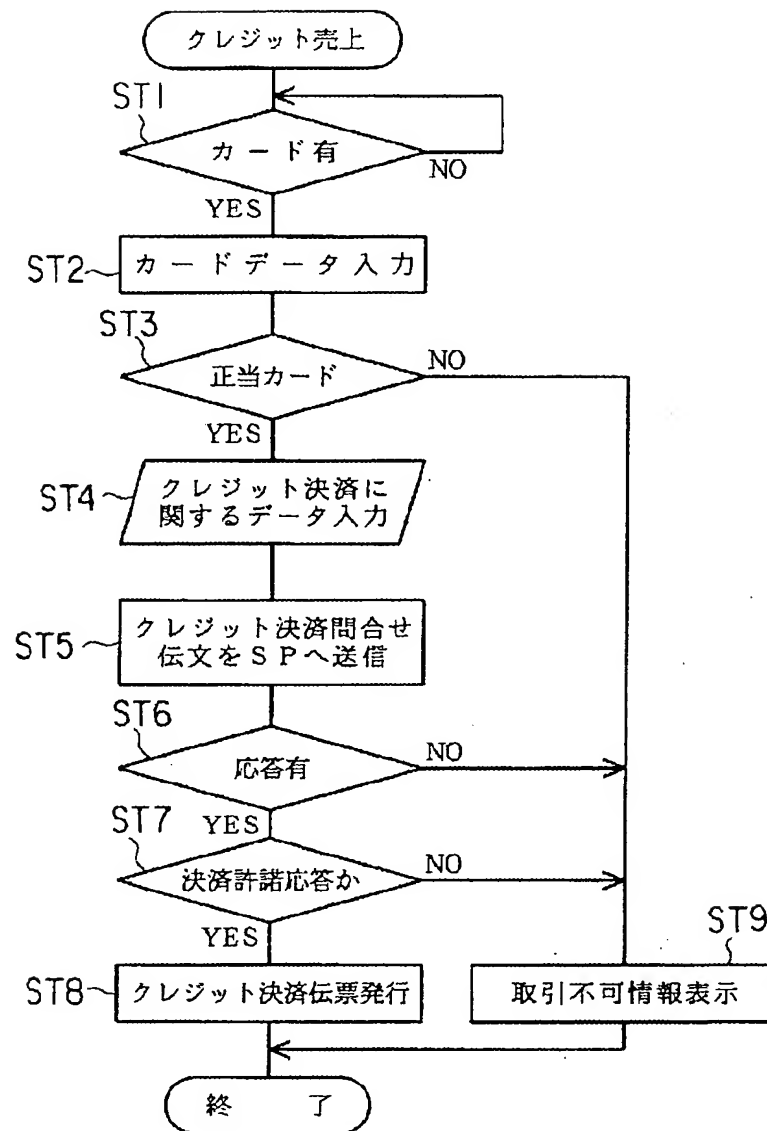 クレジット売上
ST1
カード有
NO
YES
ST2
カードデータ入力
ST3
正当カード
NO
YES
ST4
クレジット決済に
関するデータ入力
ST5
クレジット決済問合せ
伝文をSPへ送信
ST6
応答有
NO
YES
ST7
決済許諾応答か
NO
YES
ST8
クレジット決済伝票発行
ST9
取引不可情報表示
終 了